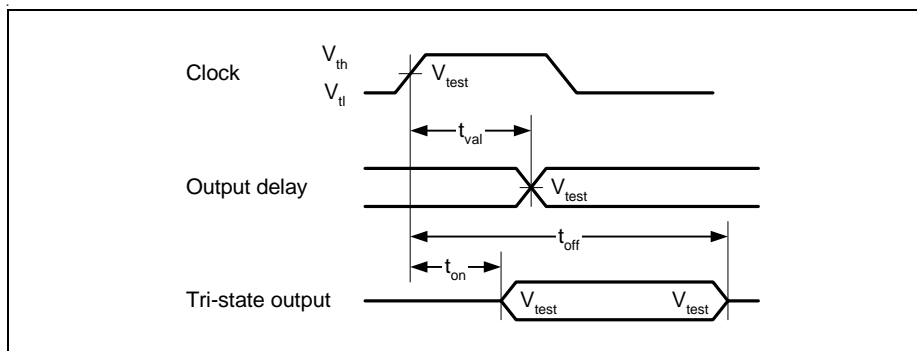 Clock
V_th
V_tl
V_test
t_val
Output delay
V_test
t_off
t_on
Tri-state output
V_test
V_test